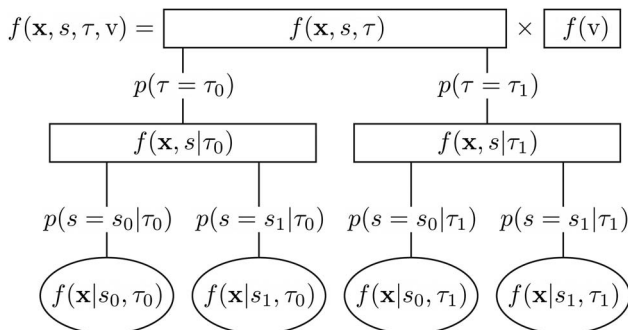 f(x, s, τ, v) = f(x, s, τ) × f(v)
p(τ = τ₀) p(τ = τ₁)
f(x, s|τ₀) f(x, s|τ₁)
p(s = s₀|τ₀) p(s = s₁|τ₀) p(s = s₀|τ₁) p(s = s₁|τ₁)
f(x|s₀, τ₀) f(x|s₁, τ₀) f(x|s₀, τ₁) f(x|s₁, τ₁)